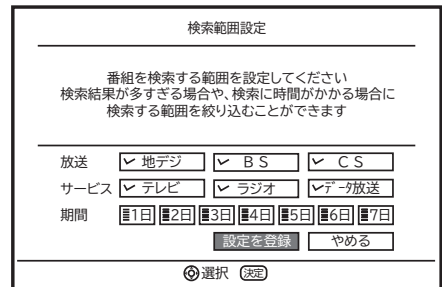 検索範囲設定
番組を検索する範囲を設定してください
検索結果が多すぎる場合や、検索に時間がかかる場合に
検索する範囲を絞り込むことができます
放送 地デジ ＢＳ ＣＳ
サービス テレビ ラジオ データ放送
期間 1日 2日 3日 4日 5日 6日 7日
設定を登録 やめる
選択 決定